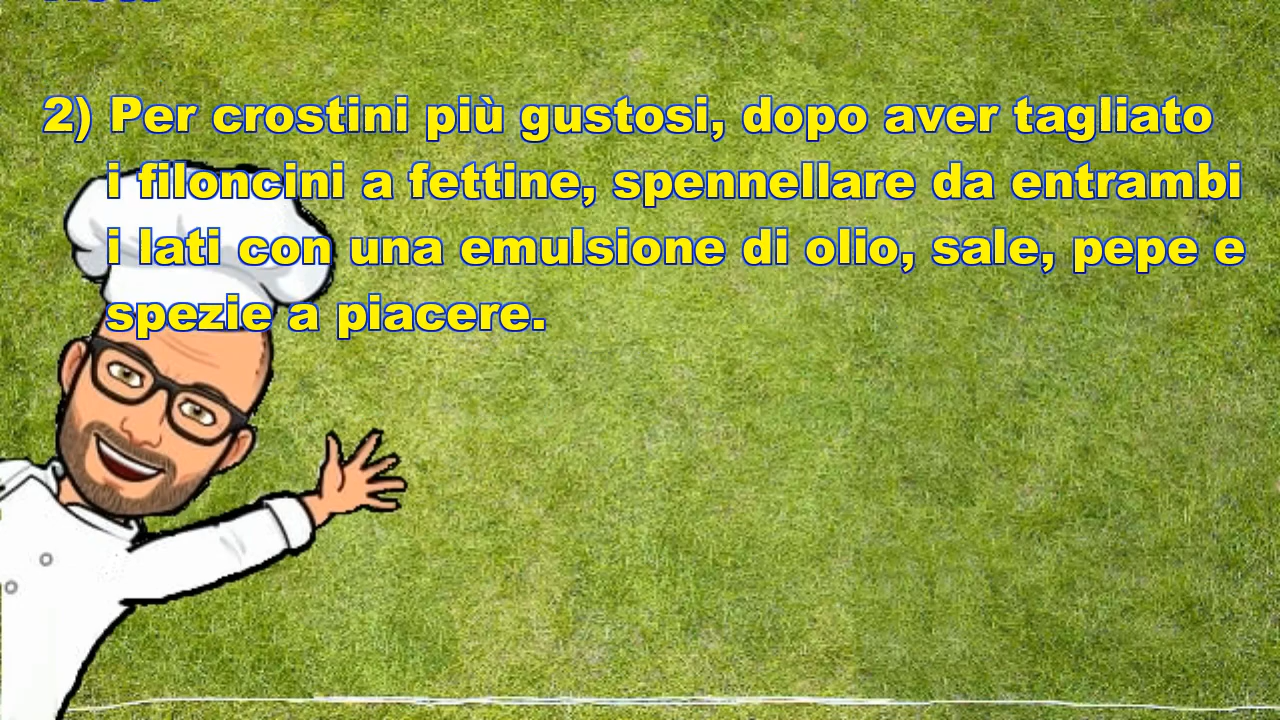 2) Per crostini più gustosi, dopo aver tagliato
i filoncini a fettine, spennellare da entrambi
i lati con una emulsione di olio, sale, pepe e
spezie a piacere.